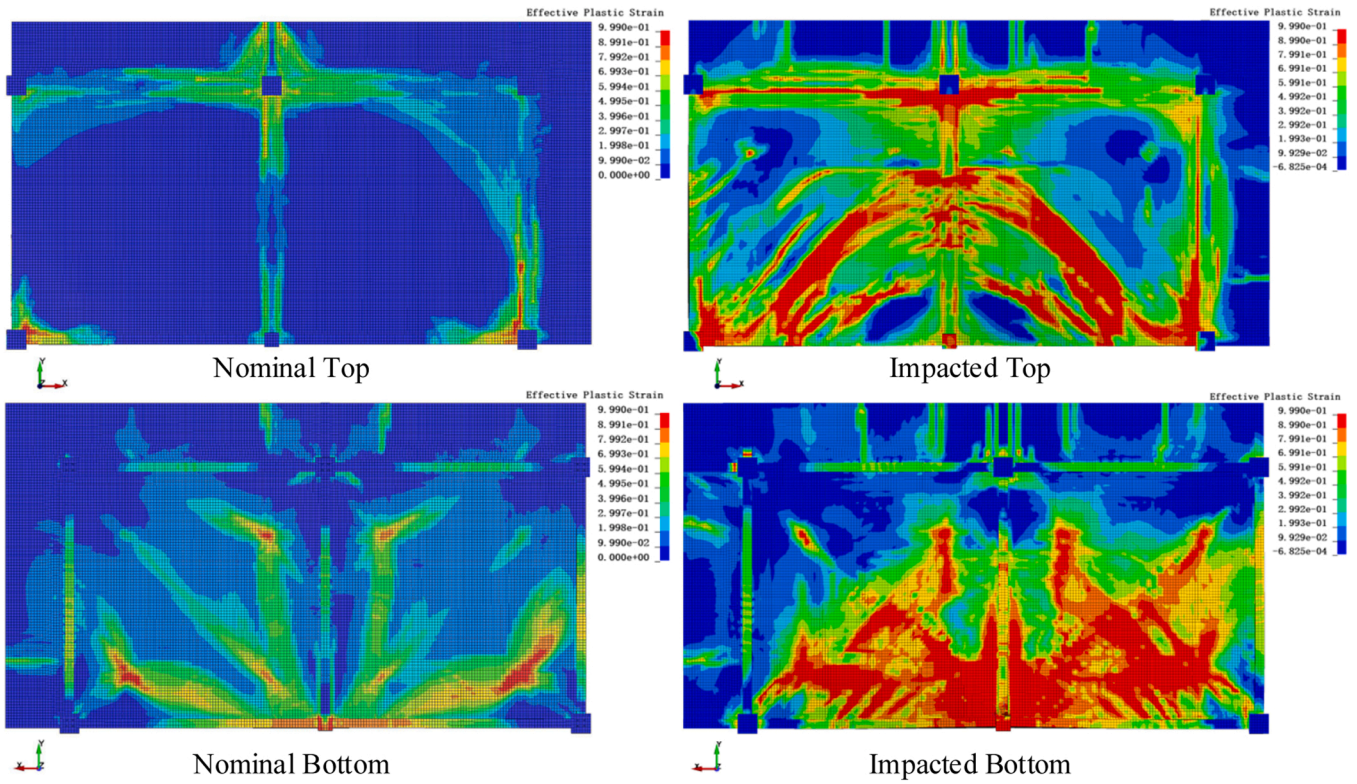 Effective Plastic Strain
9.990e-01
8.991e-01
7.992e-01
6.993e-01
5.994e-01
4.995e-01
3.996e-01
2.997e-01
1.998e-01
9.990e-02
0.000e+00
Y
Z
X
Nominal Top
Effective Plastic Strain
9.990e-01
8.990e-01
7.991e-01
6.991e-01
5.991e-01
4.992e-01
3.992e-01
2.992e-01
1.993e-01
9.929e-02
-6.825e-04
Y
Z
X
Impacted Top
Effective Plastic Strain
9.990e-01
8.991e-01
7.992e-01
6.993e-01
5.994e-01
4.995e-01
3.996e-01
2.997e-01
1.998e-01
9.990e-02
0.000e+00
Y
X
Z
Nominal Bottom
Effective Plastic Strain
9.990e-01
8.990e-01
7.991e-01
6.991e-01
5.991e-01
4.992e-01
3.992e-01
2.992e-01
1.993e-01
9.929e-02
-6.825e-04
Y
X
Z
Impacted Bottom